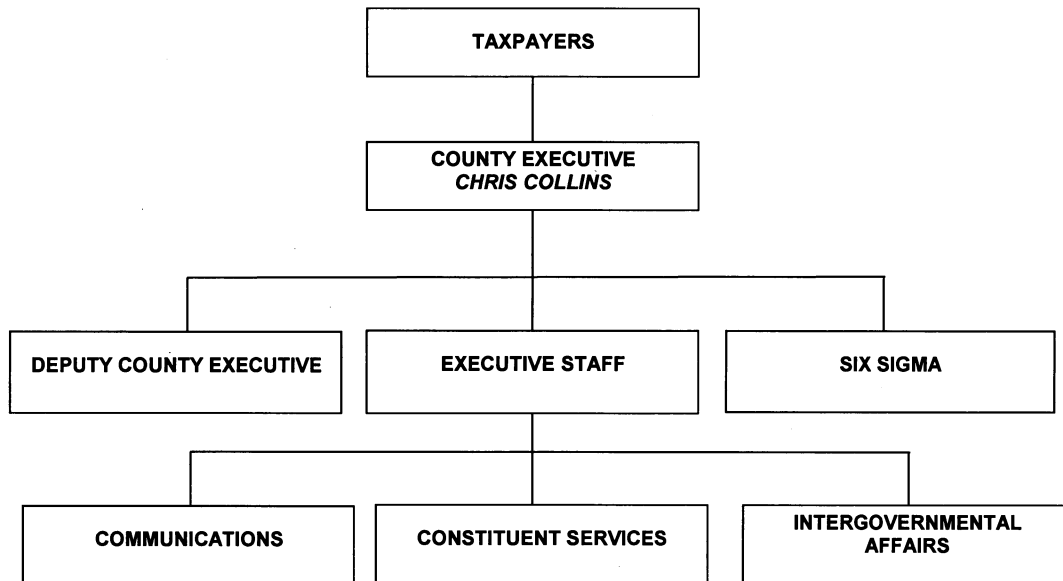 TAXPAYERS
COUNTY EXECUTIVE
CHRIS COLLINS
DEPUTY COUNTY EXECUTIVE
EXECUTIVE STAFF
SIX SIGMA
COMMUNICATIONS
CONSTITUENT SERVICES
INTERGOVERNMENTAL
AFFAIRS